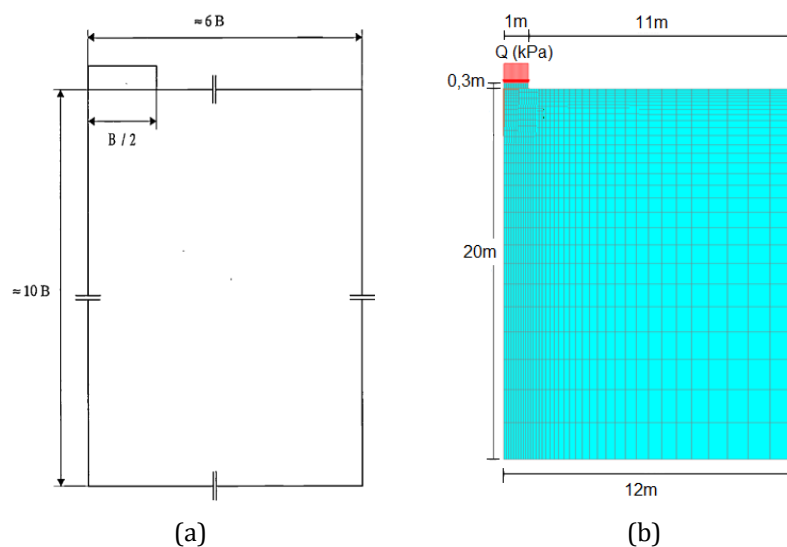 ≈ 6 B
B / 2
≈ 10 B
(a)
1m
11m
Q (kPa)
0,3m
20m
12m
(b)